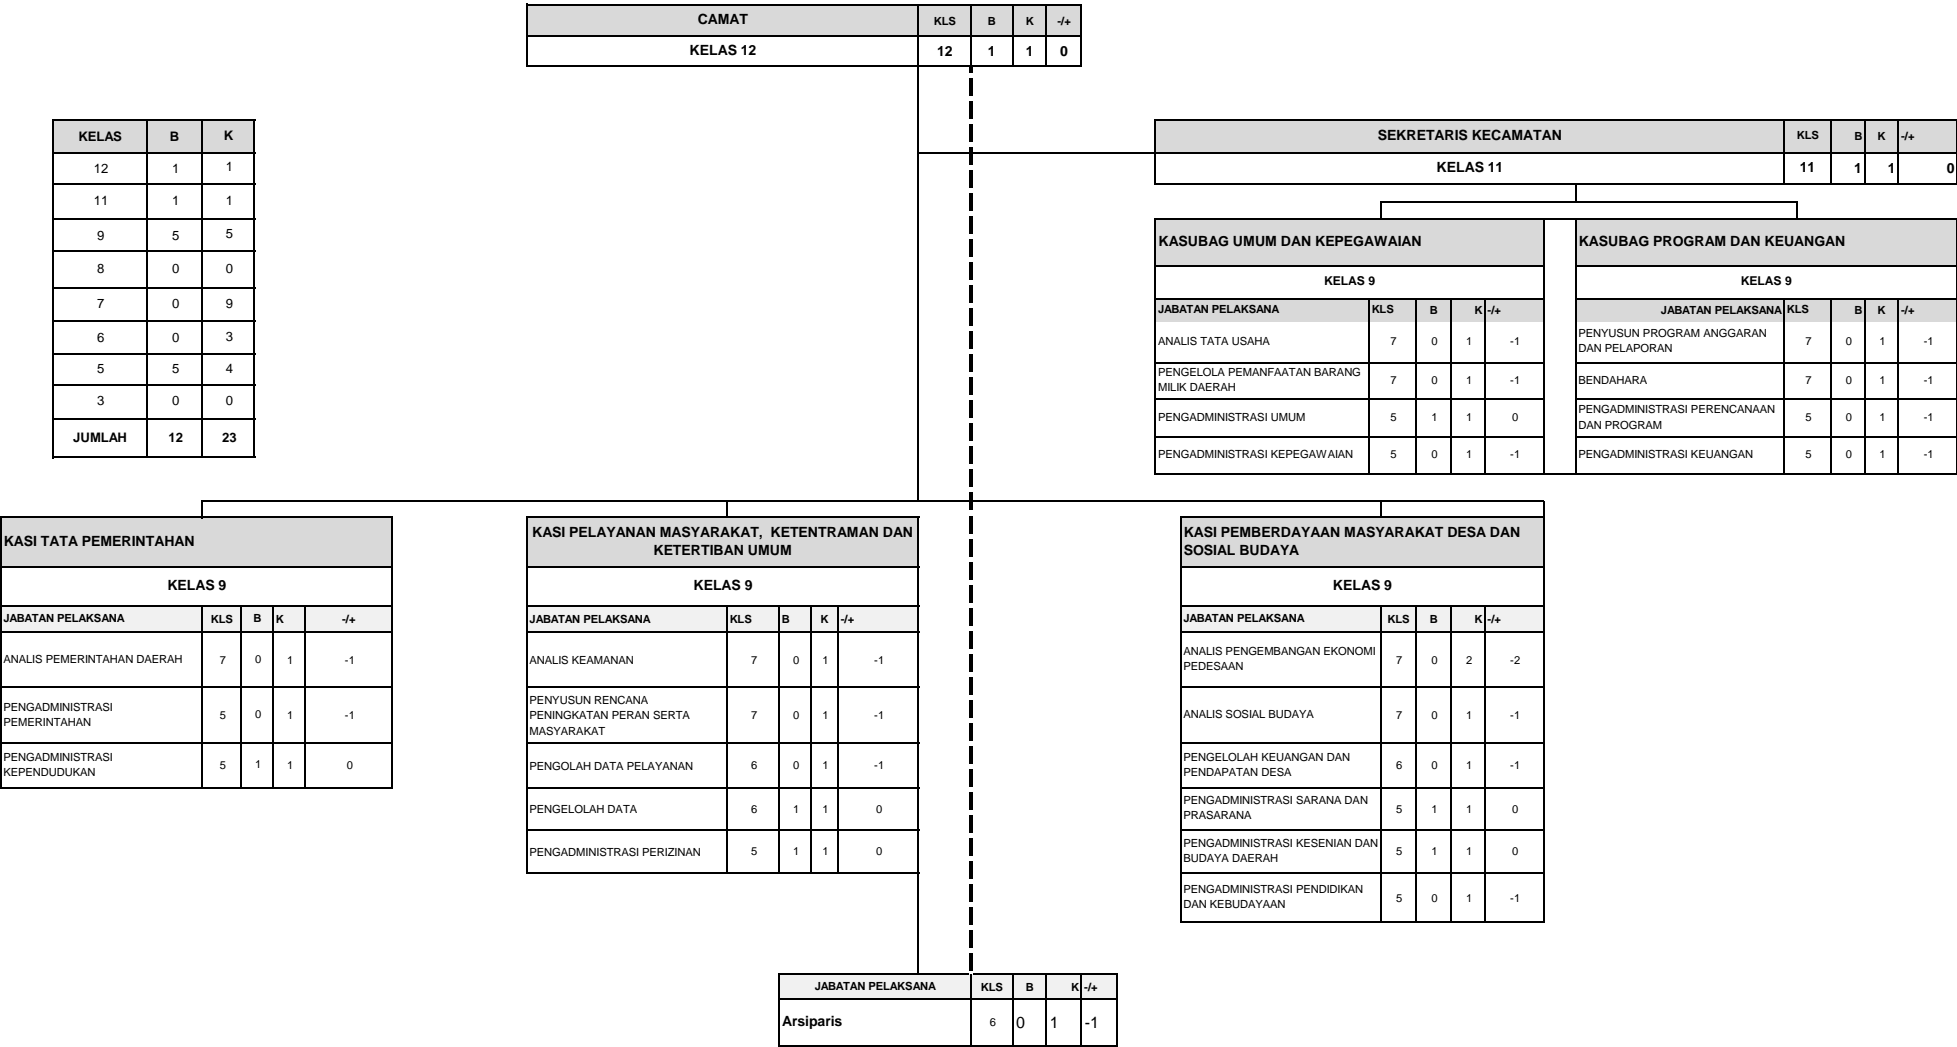 CAMAT KLS B K -/+
KELAS 12 12 1 1 0
KELAS B K
12 1 1
11 1 1
9 5 5
8 0 0
7 0 9
6 0 3
5 5 4
3 0 0
JUMLAH 12 23
SEKRETARIS KECAMATAN KLS B K -/+
KELAS 11 11 1 1 0
KASUBAG UMUM DAN KEPEGAWAIAN
KELAS 9
JABATAN PELAKSANA KLS B K -/+
ANALIS TATA USAHA 7 0 1 -1
PENGELOLA PEMANFAATAN BARANG
MILIK DAERAH 7 0 1 -1
PENGADMINISTRASI UMUM 5 1 1 0
PENGADMINISTRASI KEPEGAWAIAN 5 0 1 -1
KASUBAG PROGRAM DAN KEUANGAN
KELAS 9
JABATAN PELAKSANA KLS B K -/+
PENYUSUN PROGRAM ANGGARAN
DAN PELAPORAN 7 0 1 -1
BENDAHARA 7 0 1 -1
PENGADMINISTRASI PERENCANAAN
DAN PROGRAM 5 0 1 -1
PENGADMINISTRASI KEUANGAN 5 0 1 -1
KASI TATA PEMERINTAHAN
KELAS 9
JABATAN PELAKSANA KLS B K -/+
ANALIS PEMERINTAHAN DAERAH 7 0 1 -1
PENGADMINISTRASI
PEMERINTAHAN 5 0 1 -1
PENGADMINISTRASI
KEPENDUDUKAN 5 1 1 0
KASI PELAYANAN MASYARAKAT, KETENTRAMAN DAN
KETERTIBAN UMUM
KELAS 9
JABATAN PELAKSANA KLS B K -/+
ANALIS KEAMANAN 7 0 1 -1
PENYUSUN RENCANA
PENINGKATAN PERAN SERTA
MASYARAKAT 7 0 1 -1
PENGOLAH DATA PELAYANAN 6 0 1 -1
PENGELOLAH DATA 6 1 1 0
PENGADMINISTRASI PERIZINAN 5 1 1 0
KASI PEMBERDAYAAN MASYARAKAT DESA DAN
SOSIAL BUDAYA
KELAS 9
JABATAN PELAKSANA KLS B K -/+
ANALIS PENGEMBANGAN EKONOMI
PEDESAAN 7 0 2 -2
ANALIS SOSIAL BUDAYA 7 0 1 -1
PENGELOLAH KEUANGAN DAN
PENDAPATAN DESA 6 0 1 -1
PENGADMINISTRASI SARANA DAN
PRASARANA 5 1 1 0
PENGADMINISTRASI KESENIAN DAN
BUDAYA DAERAH 5 1 1 0
PENGADMINISTRASI PENDIDIKAN
DAN KEBUDAYAAN 5 0 1 -1
JABATAN PELAKSANA KLS B K -/+
Arsiparis 6 0 1 -1